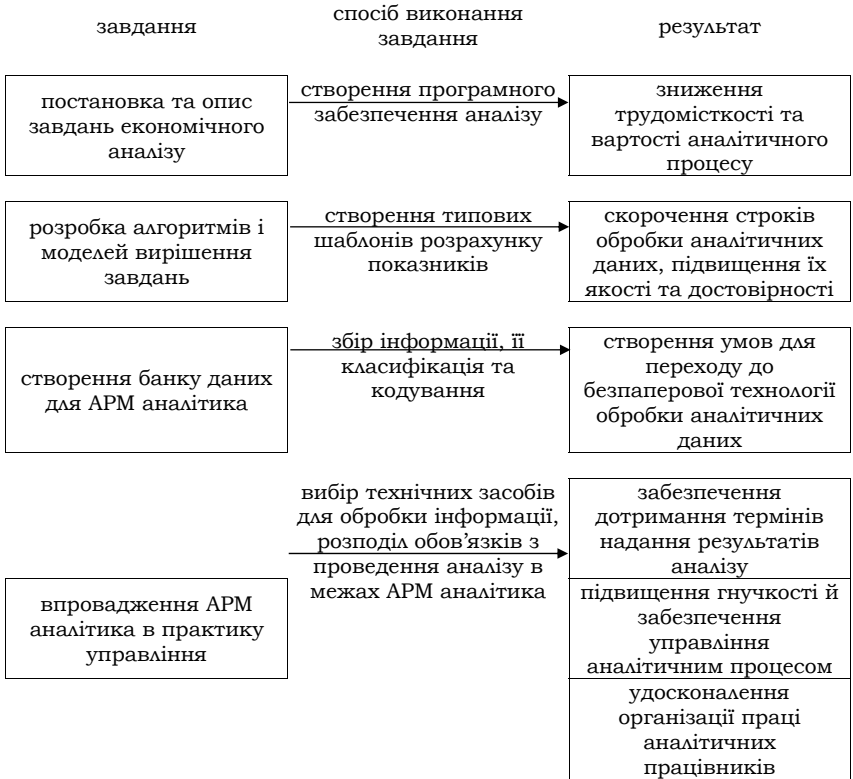 завдання
спосіб виконання
завдання
результат
постановка та опис
завдань економічного
аналізу
створення програмного
забезпечення аналізу
зниження
трудомісткості та
вартості аналітичного
процесу
розробка алгоритмів і
моделей вирішення
завдань
створення типових
шаблонів розрахунку
показників
скорочення строків
обробки аналітичних
даних, підвищення їх
якості та достовірності
створення банку даних
для АРМ аналітика
збір інформації, її
класифікація та
кодування
створення умов для
переходу до
безпаперової технології
обробки аналітичних
даних
впровадження АРМ
аналітика в практику
управління
вибір технічних засобів
для обробки інформації,
розподіл обов’язків з
проведення аналізу в
межах АРМ аналітика
забезпечення
дотримання термінів
надання результатів
аналізу
підвищення гнучкості й
забезпечення
управління
аналітичним процесом
удосконалення
організації праці
аналітичних
працівників